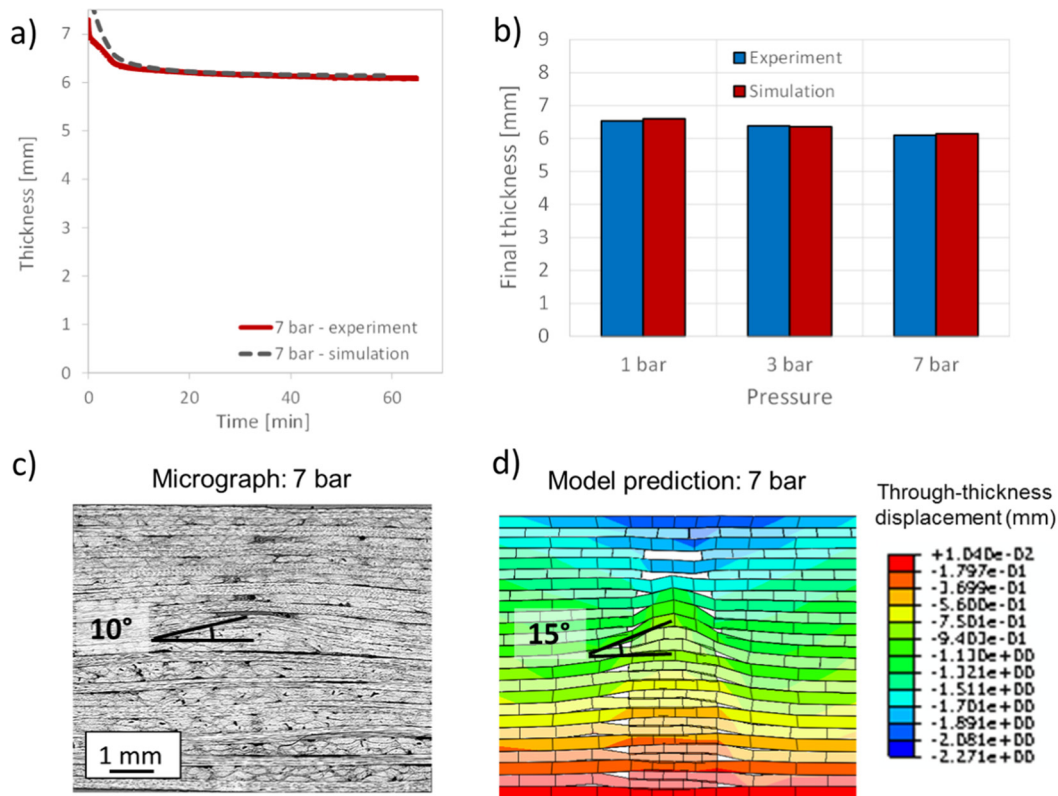 a)
7
6
5
4
3
2
1
0
Thickness [mm]
7 bar - experiment
7 bar - simulation
0 20 40 60
Time [min]
b)
9
8
7
6
5
4
3
2
1
0
Final thickness [mm]
Experiment
Simulation
1 bar 3 bar 7 bar
Pressure
c)
Micrograph: 7 bar
10°
1 mm
d)
Model prediction: 7 bar
15°
Through-thickness
displacement (mm)
+1.040e-02
-1.797e-01
-3.699e-01
-5.600e-01
-7.501e-01
-9.403e-01
-1.130e+00
-1.321e+00
-1.511e+00
-1.701e+00
-1.891e+00
-2.081e+00
-2.271e+00